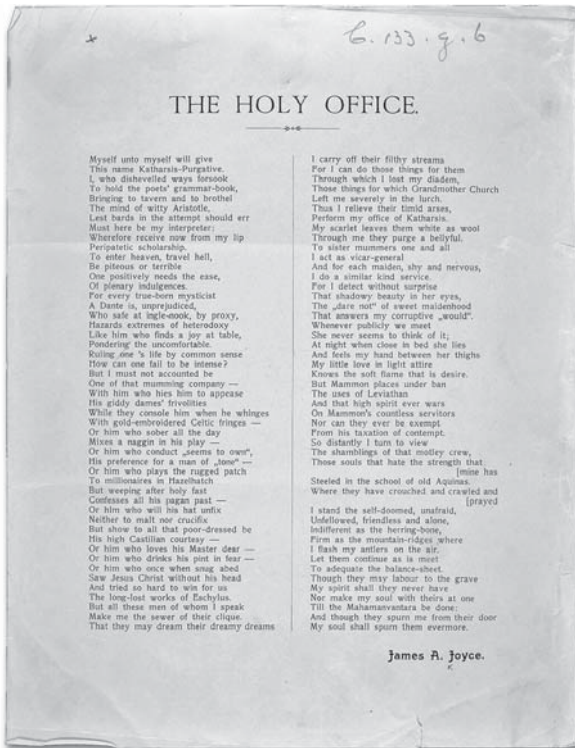 C. 133. g. 6
THE HOLY OFFICE.
Myself unto myself will give
This name Katharsis-Purgative.
I, who dishevelled ways forsook
To hold the poets' grammar-book,
Bringing to tavern and to brothel
The mind of witty Aristotle,
Lest bards in the attempt should err
Must here be my interpreter:
Wherefore receive now from my lip
Peripatetic scholarship.
To enter heaven, travel hell,
Be piteous or terrible
One positively needs the ease,
Of plenary indulgences.
For every true-born mysticist
A Dante is, unprejudiced,
Who safe at ingle-nook, by proxy,
Hazards extremes of heterodoxy
Like him who finds a joy at table,
Pondering the uncomfortable.
Ruling one 's life by common sense
How can one fail to be intense?
But I must not accounted be
One of that mumming company —
With him who hies him to appease
His giddy dames' frivolities
While they console him when he whinges
With gold-embroidered Celtic fringes —
Or him who sober all the day
Mixes a naggin in his play —
Or him who conduct „seems to own“,
His preference for a man of „tone“ —
Or him who plays the rugged patch
To millionaires in Hazelhatch
But weeping after holy fast
Confesses all his pagan past —
Or him who will his hat unfix
Neither to malt nor crucifix
But show to all that poor-dressed be
His high Castilian courtesy —
Or him who loves his Master dear —
Or him who drinks his pint in fear —
Or him who once when snug abed
Saw Jesus Christ without his head
And tried so hard to win for us
The long-lost works of Eschylus.
But all these men of whom I speak
Make me the sewer of their clique.
That they may dream their dreamy dreams
I carry off their filthy streams
For I can do those things for them
Through which I lost my diadem,
Those things for which Grandmother Church
Left me severely in the lurch.
Thus I relieve their timid arses,
Perform my office of Katharsis.
My scarlet leaves them white as wool
Through me they purge a bellyful.
To sister mummers one and all
I act as vicar-general
And for each maiden, shy and nervous,
I do a similar kind service.
For I detect without surprise
That shadowy beauty in her eyes,
The „dare not“ of sweet maidenhood
That answers my corruptive „would“.
Whenever publicly we meet
She never seems to think of it;
At night when close in bed she lies
And feels my hand between her thighs
My little love in light attire
Knows the soft flame that is desire.
But Mammon places under ban
The uses of Leviathan
And that high spirit ever wars
On Mammon's countless servitors
Nor can they ever be exempt
From his taxation of contempt.
So distantly I turn to view
The shamblings of that motley crew,
Those souls that hate the strength that
[mine has
Steeled in the school of old Aquinas.
Where they have crouched and crawled and
[prayed
I stand the self-doomed, unafraid,
Unfellowed, friendless and alone,
Indifferent as the herring-bone,
Firm as the mountain-ridges where
I flash my antlers on the air.
Let them continue as is meet
To adequate the balance-sheet.
Though they may labour to the grave
My spirit shall they never have
Nor make my soul with theirs at one
Till the Mahamanvantara be done:
And though they spurn me from their door
My soul shall spurn them evermore.
James A. Joyce.